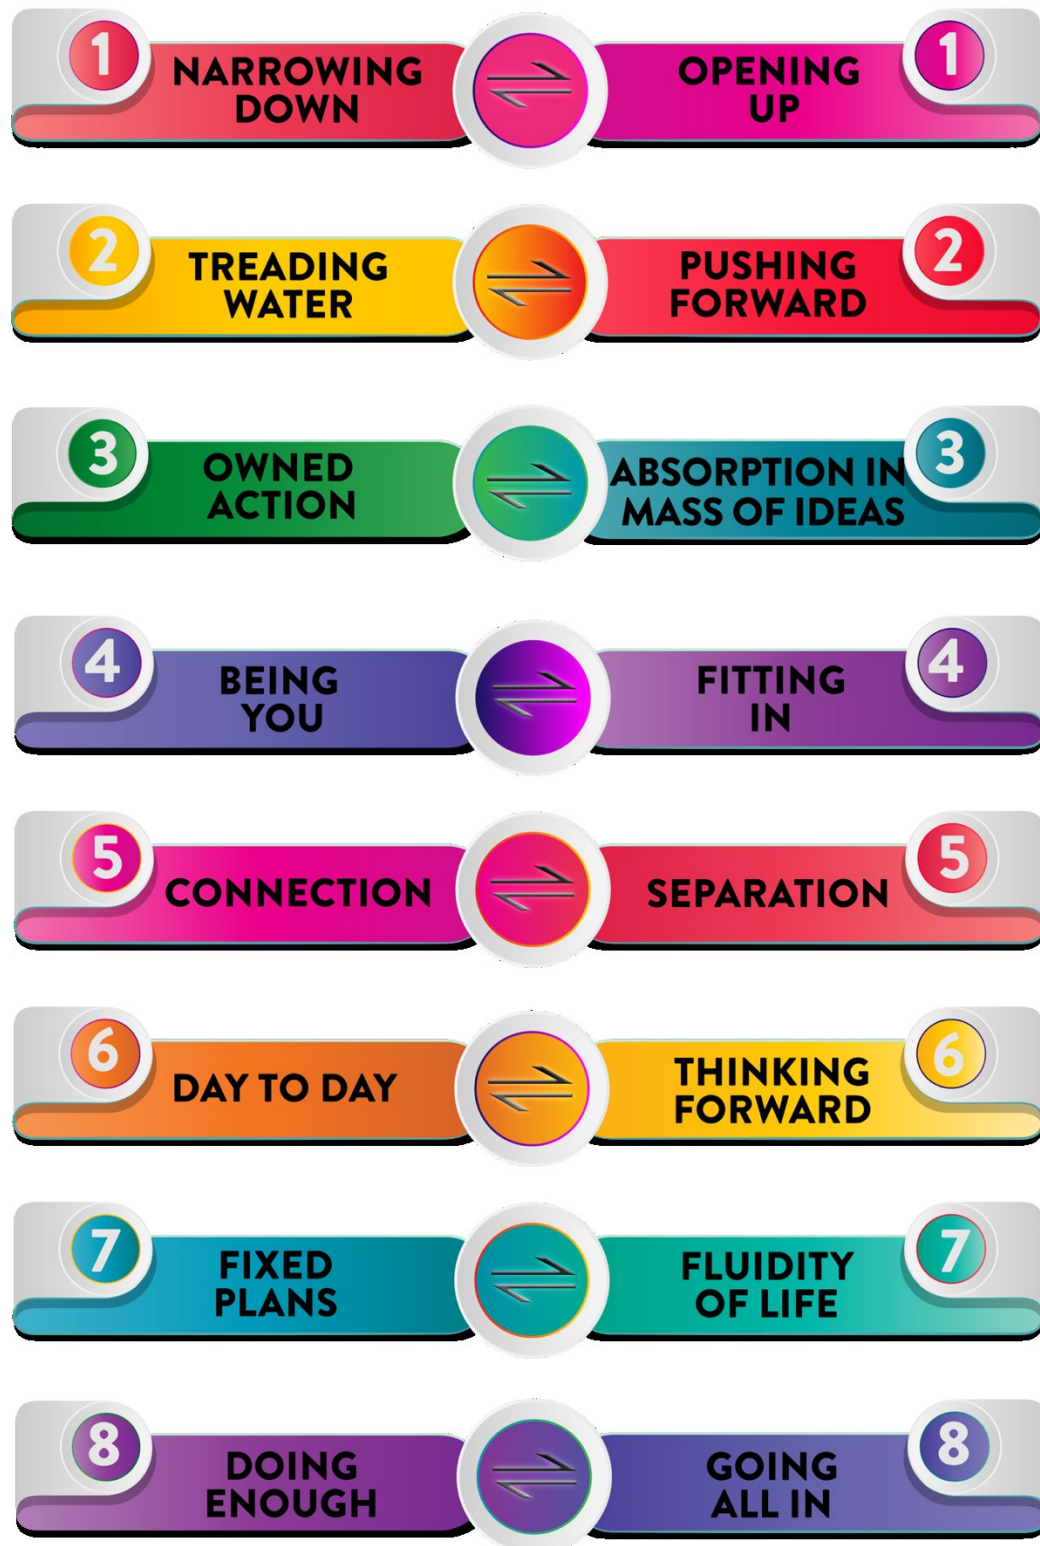 1
NARROWING
DOWN
OPENING
UP
1
2
TREADING
WATER
PUSHING
FORWARD
2
3
OWNED
ACTION
ABSORPTION IN
MASS OF IDEAS
3
4
BEING
YOU
FITTING
IN
4
5
CONNECTION
SEPARATION
5
6
DAY TO DAY
THINKING
FORWARD
6
7
FIXED
PLANS
FLUIDITY
OF LIFE
7
8
DOING
ENOUGH
GOING
ALL IN
8